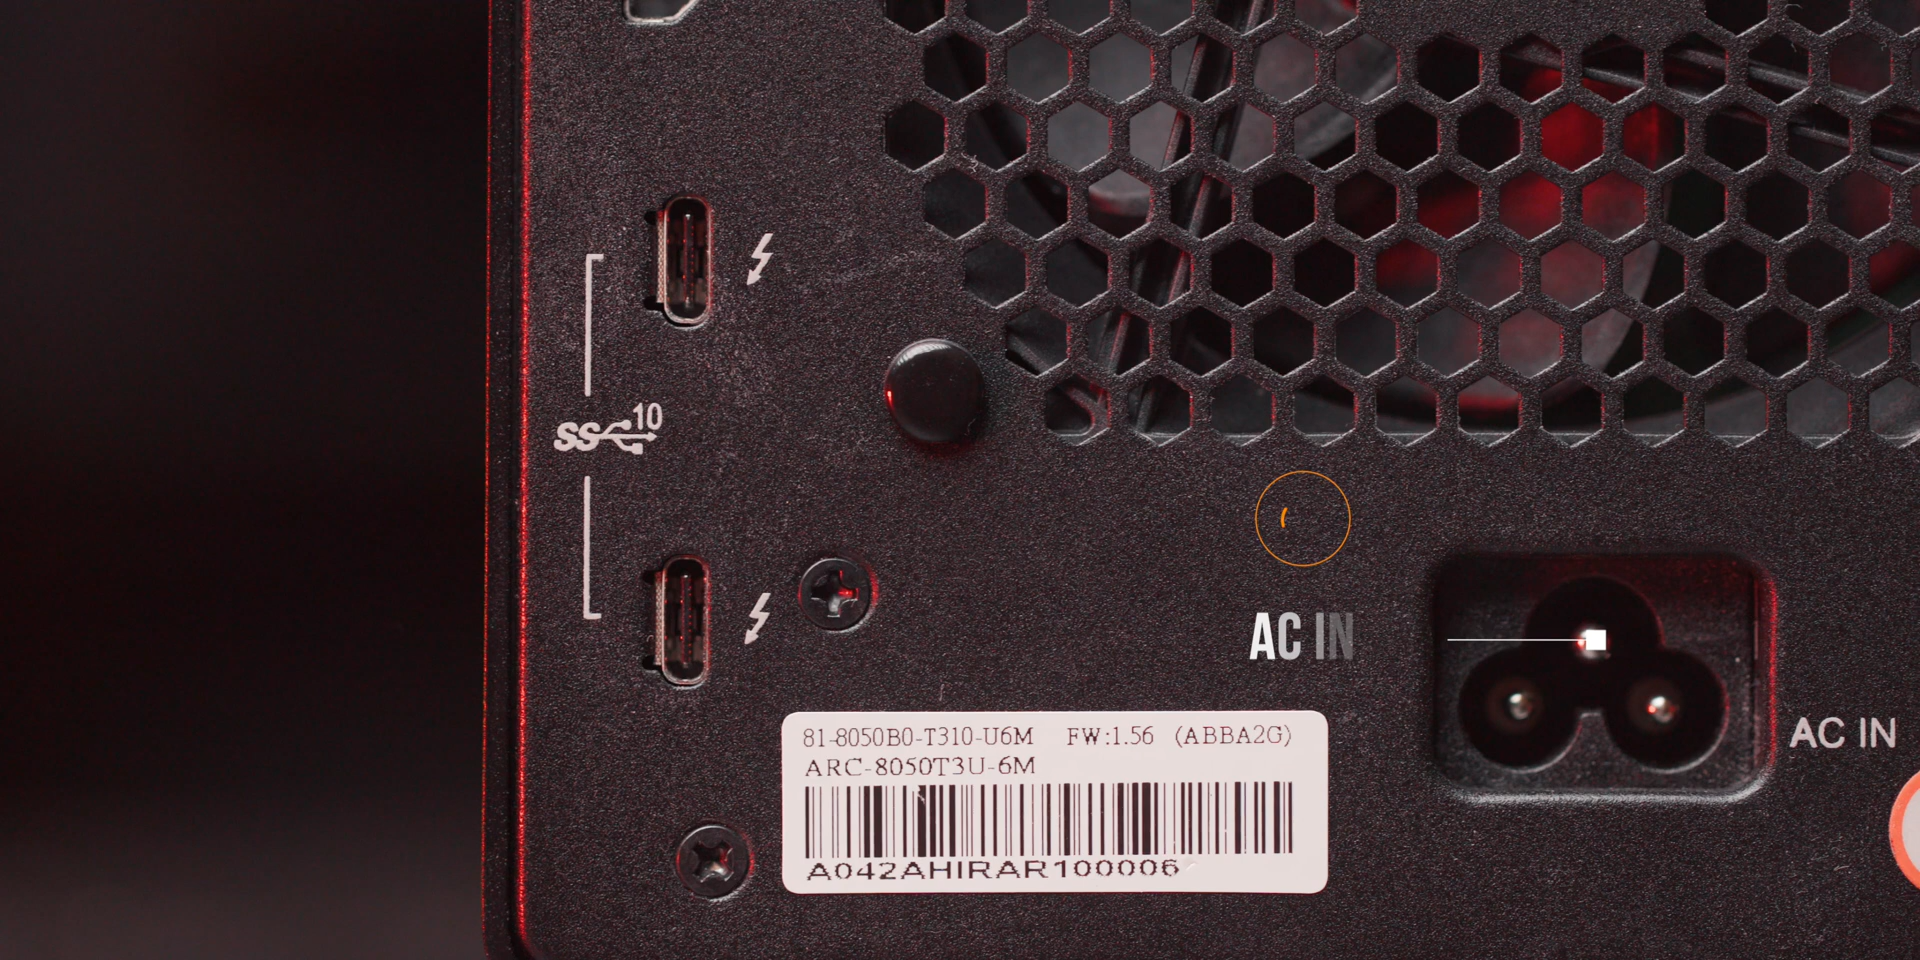 SS 10
AC IN
AC IN
81-8050B0-T310-U6M FW:1.56 (ABBA2G)
ARC-8050T3U-6M
A042AHIRAR100006